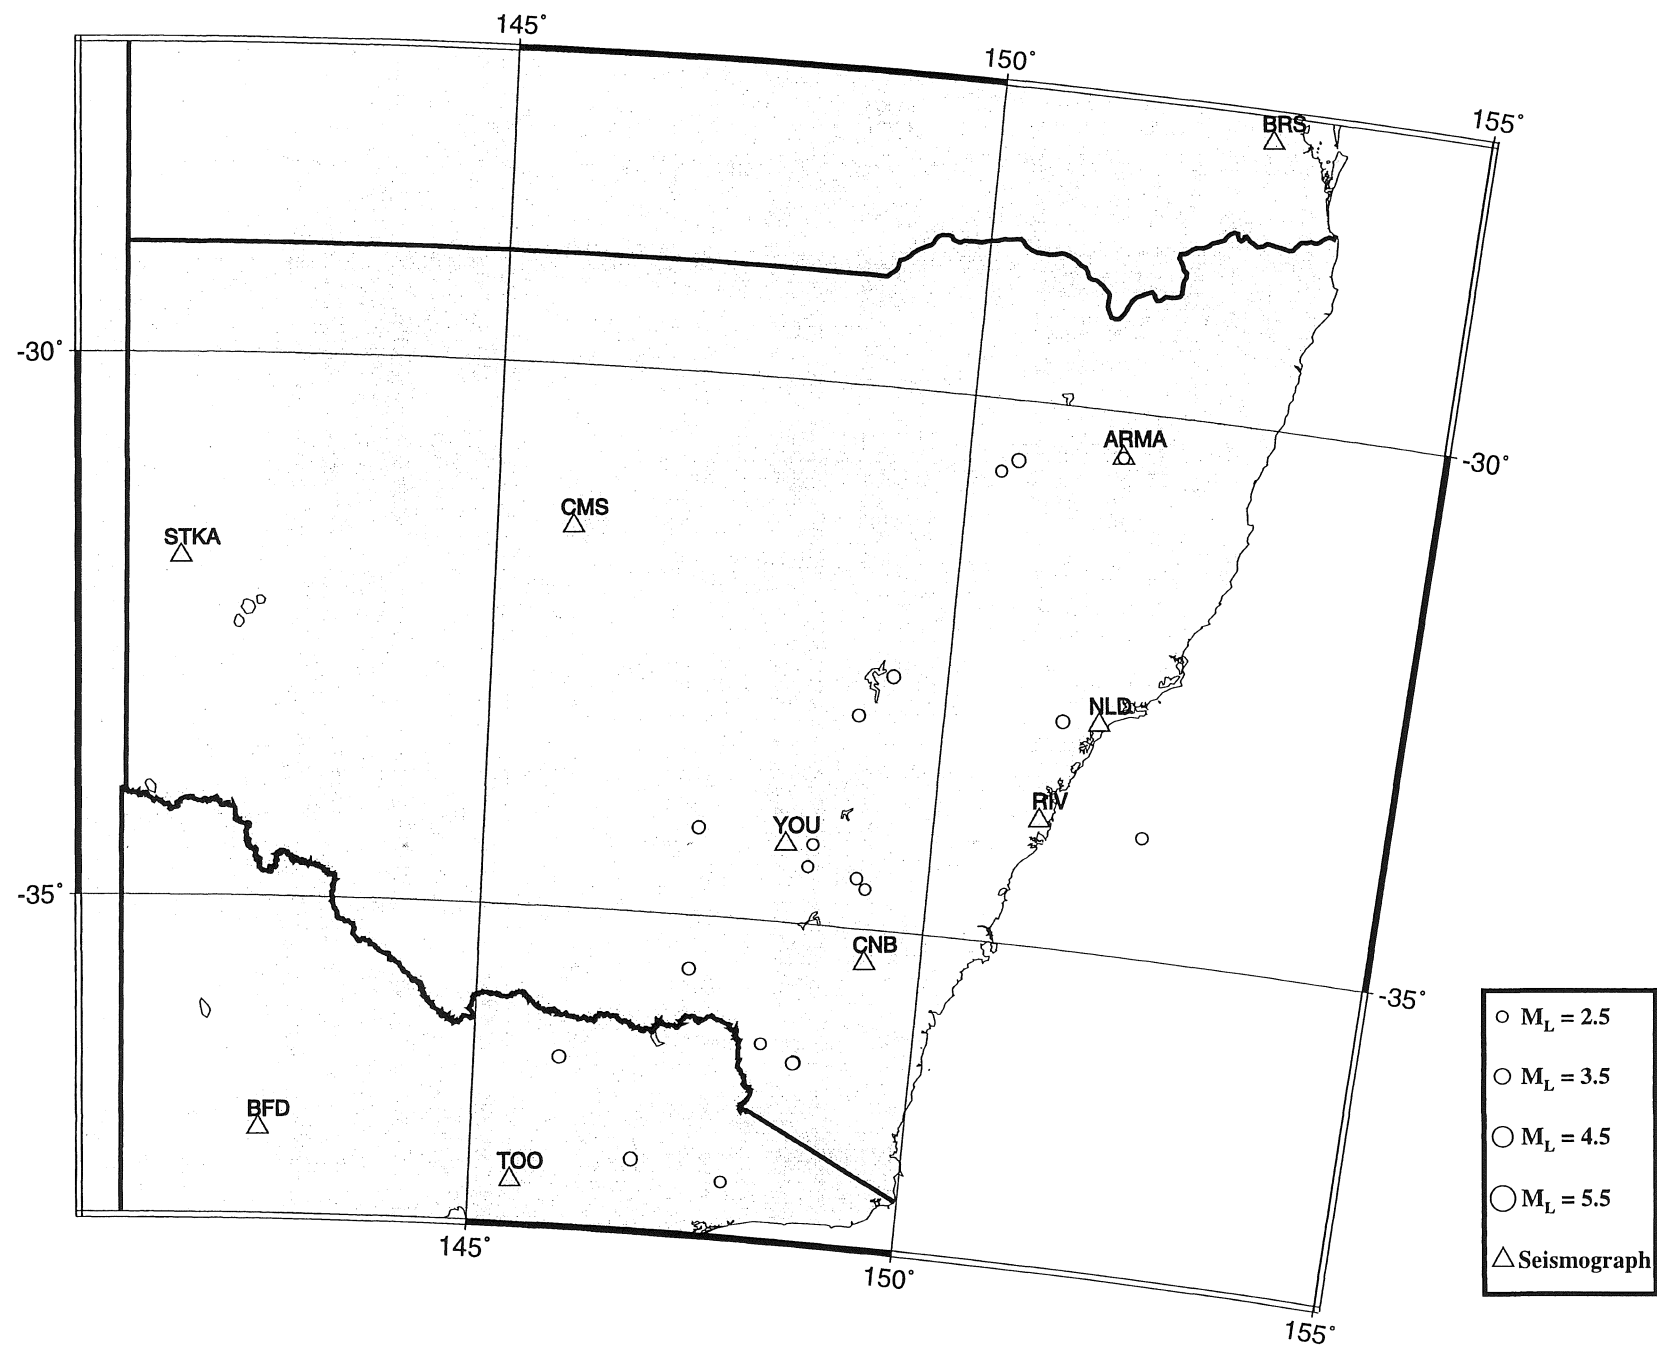 145°
150°
155°
BRS
-30°
ARMA
-30°
CMS
STKA
NLD
RIV
YOU
-35°
CNB
-35°
M_L = 2.5
M_L = 3.5
BFD
M_L = 4.5
TOO
M_L = 5.5
145°
Seismograph
150°
155°